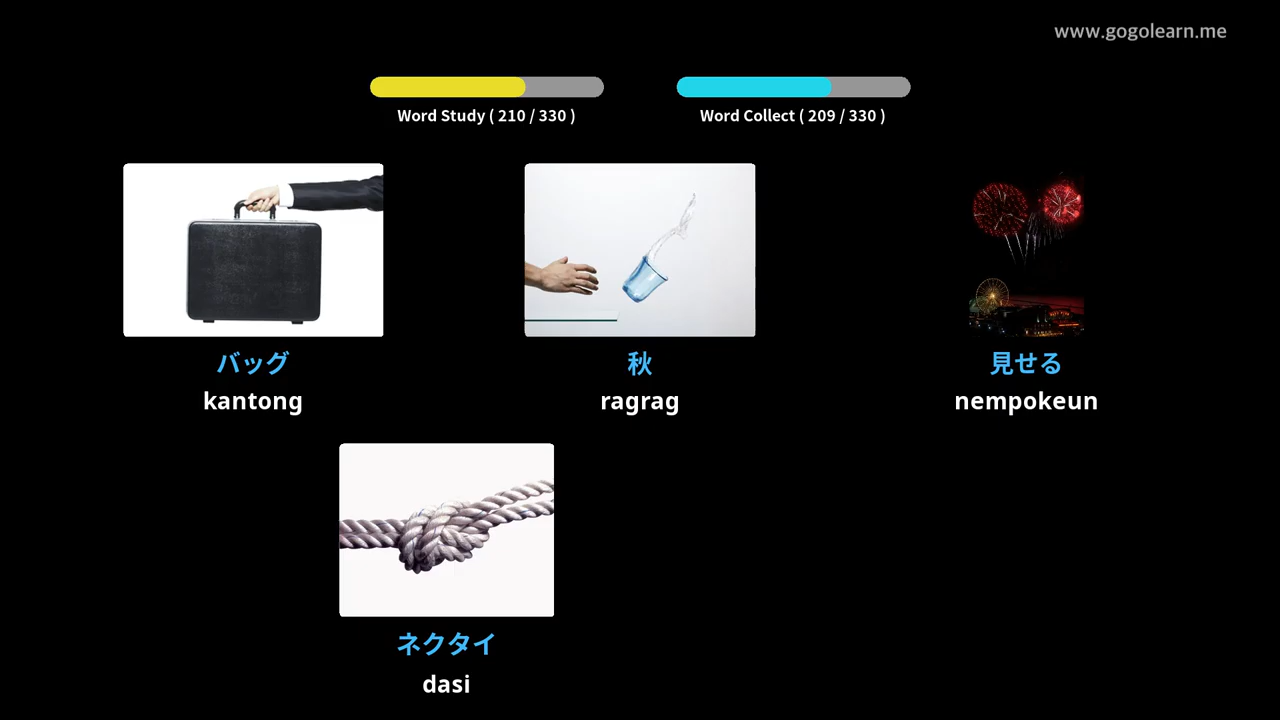 www.gogolearn.me
Word Study ( 210 / 330 )
Word Collect ( 209 / 330 )
バッグ
kantong
秋
ragrag
見せる
nempokeun
ネクタイ
dasi